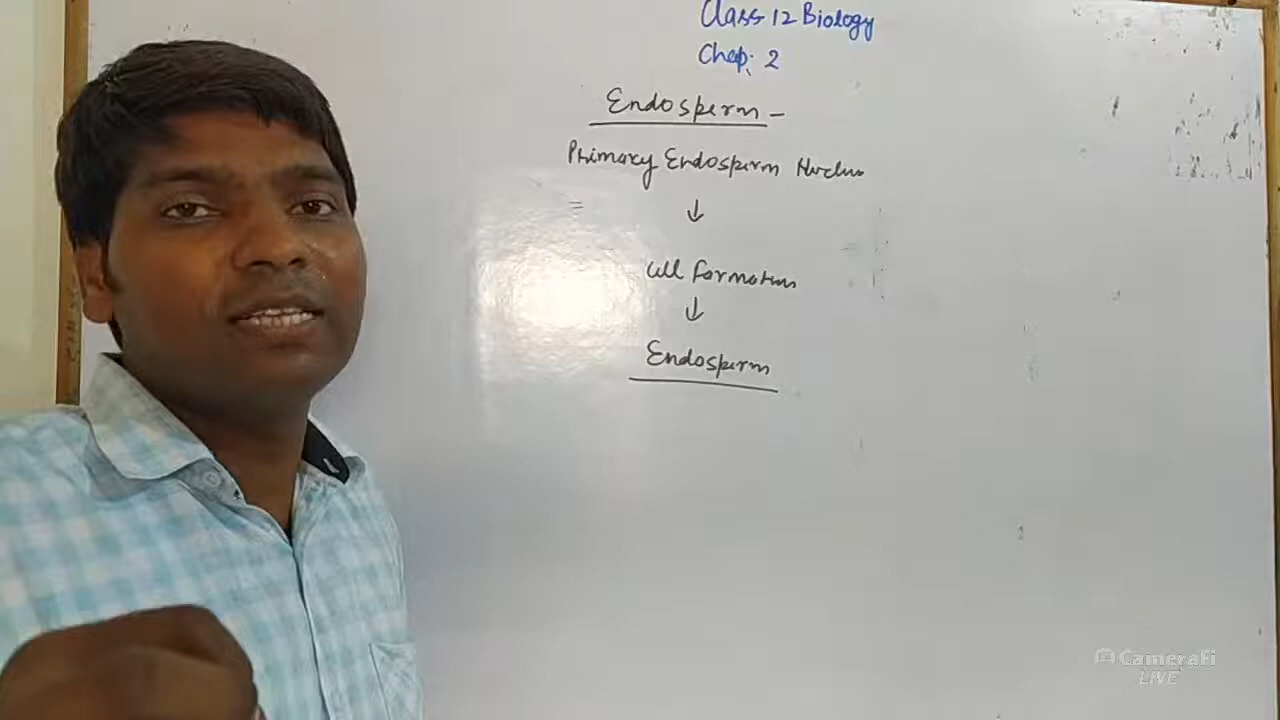 Class 12 Biology
Chap. 2
Endosperm -
Primary Endosperm Nucleus
=
↓
Cell Formation
↓
Endosperm
CameraFi
LIVE